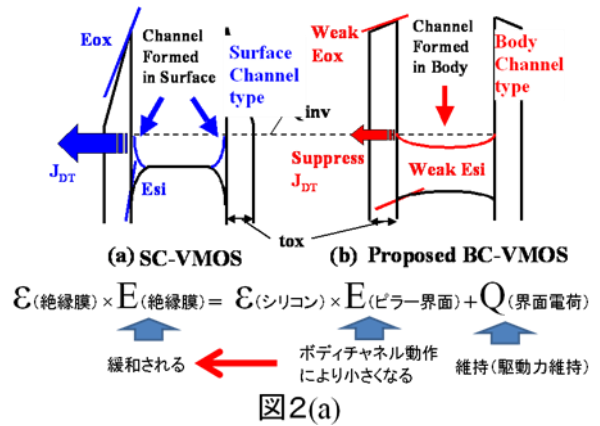 Eox
Channel
Formed
in Surface
Surface
Channel
type
Weak
Eox
Channel
Formed
in Body
Body
Channel
type
inv
J_DT
Esi
Suppress
J_DT
Weak Esi
tox
(a) SC-VMOS
(b) Proposed BC-VMOS
ε(絶縁膜)×E(絶縁膜)= ε(シリコン)×E(ピラー界面)+Q(界面電荷)
緩和される
ボディチャネル動作
により小さくなる
維持(駆動力維持)
図2(a)